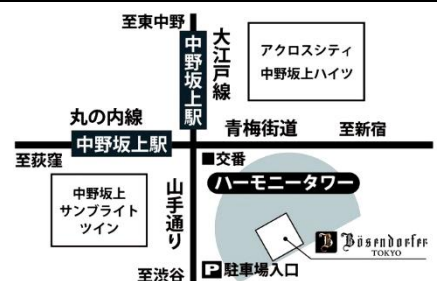 至東中野
中野坂上駅
大江戸線
アクロスシティ
中野坂上ハイツ
丸の内線
中野坂上駅
青梅街道
至新宿
至荻窪
■交番
ハーモニータワー
中野坂上
サンブライト
ツイン
山手通り
Bösendorfer
TOKYO
至渋谷
P駐車場入口